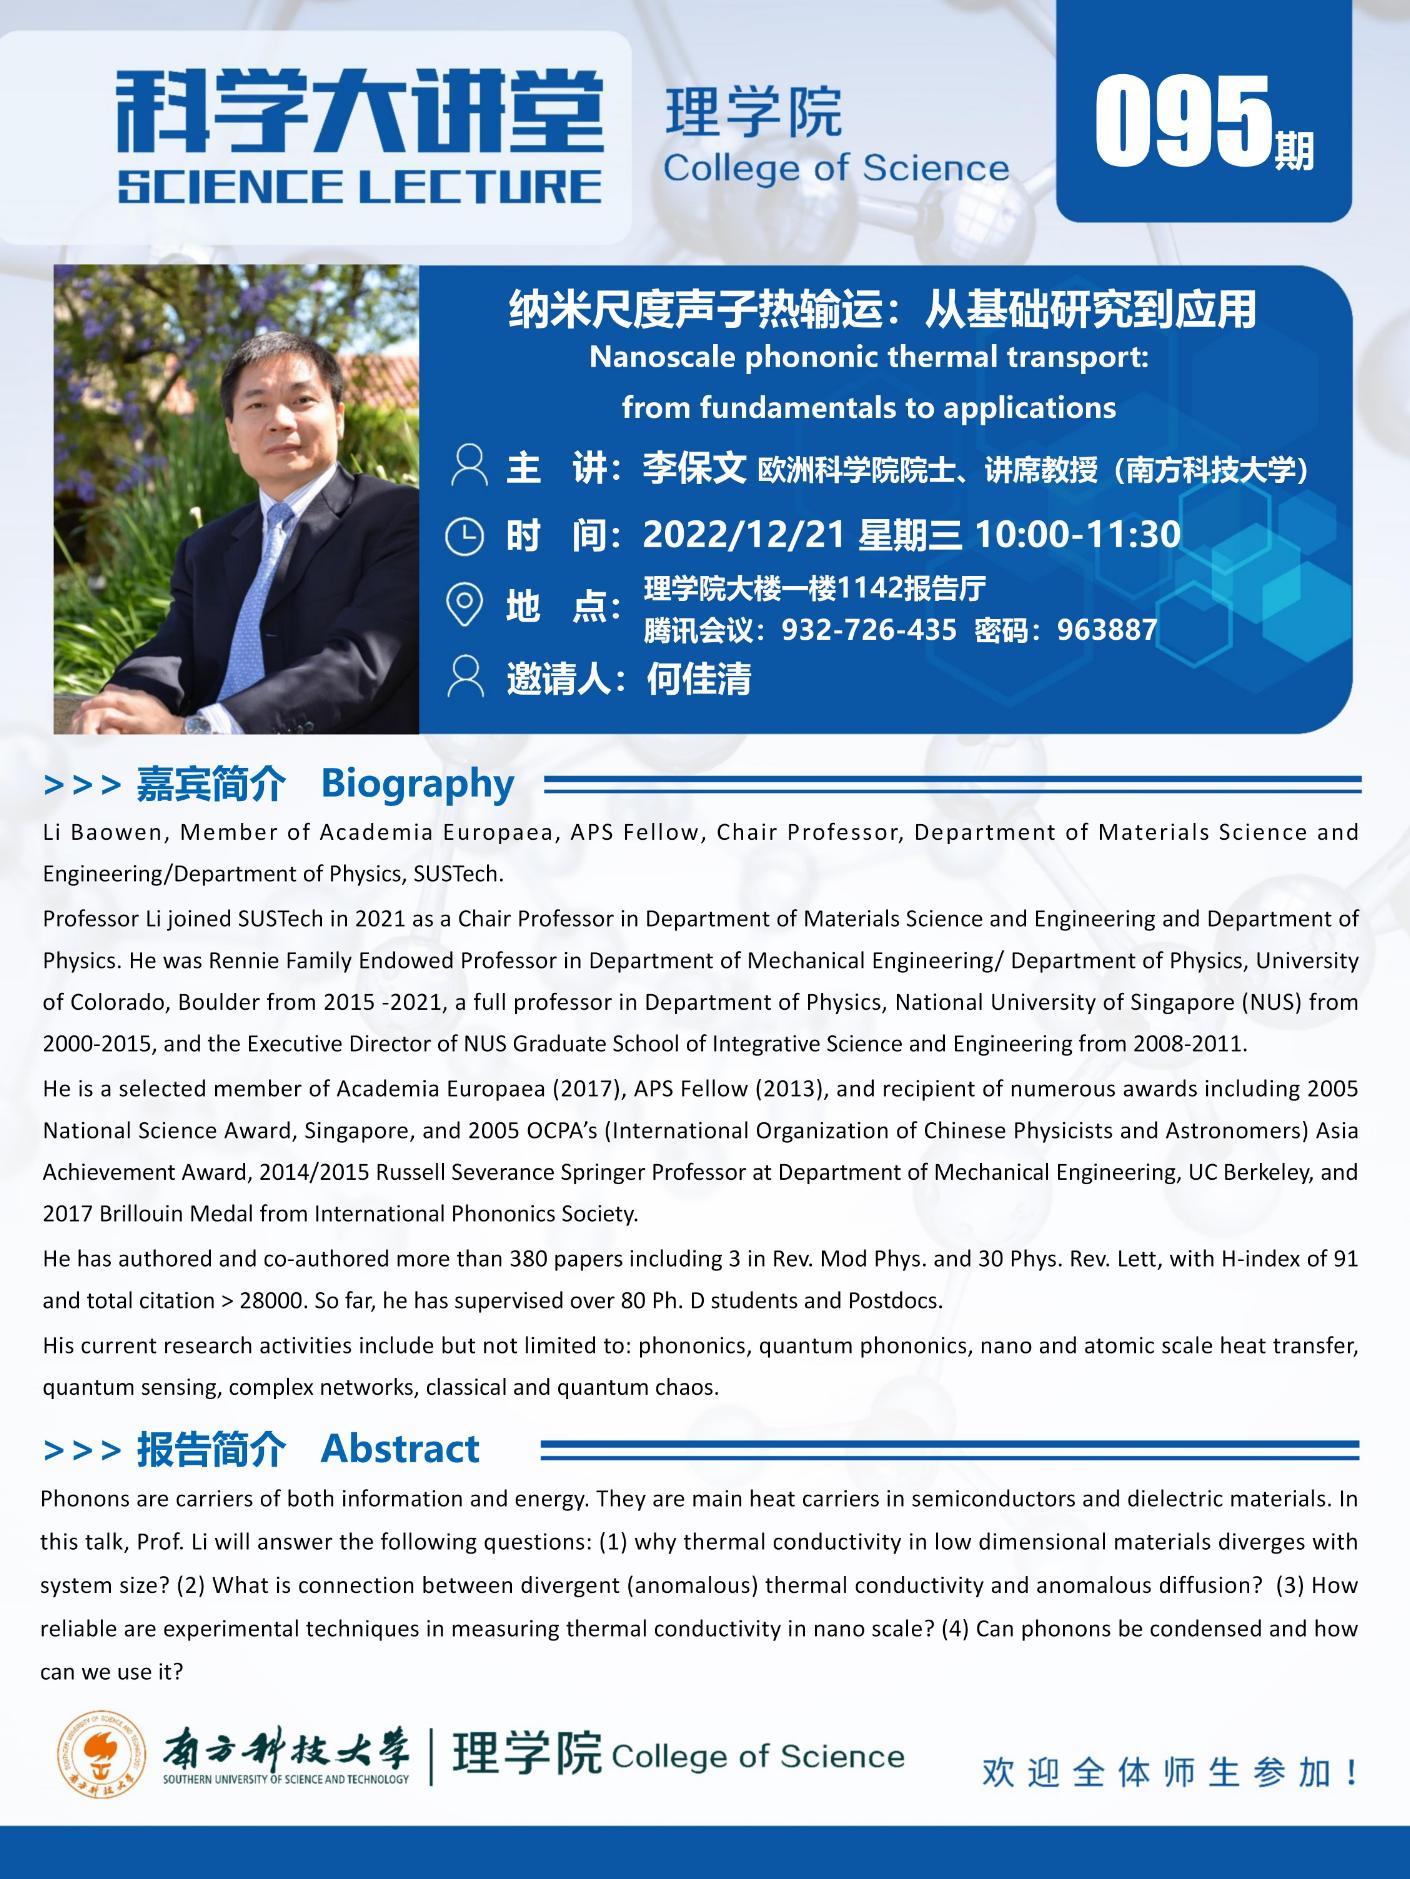 科学大讲堂
SCIENCE LECTURE
理学院
College of Science
095期
纳米尺度声子热输运：从基础研究到应用
Nanoscale phononic thermal transport:
from fundamentals to applications
主 讲：李保文 欧洲科学院院士、讲席教授（南方科技大学）
时 间：2022/12/21 星期三 10:00-11:30
地 点：理学院大楼一楼1142报告厅
腾讯会议：932-726-435 密码：963887
邀请人：何佳清
>>> 嘉宾简介 Biography
Li Baowen, Member of Academia Europaea, APS Fellow, Chair Professor, Department of Materials Science and
Engineering/Department of Physics, SUSTech.
Professor Li joined SUSTech in 2021 as a Chair Professor in Department of Materials Science and Engineering and Department of
Physics. He was Rennie Family Endowed Professor in Department of Mechanical Engineering/ Department of Physics, University
of Colorado, Boulder from 2015 -2021, a full professor in Department of Physics, National University of Singapore (NUS) from
2000-2015, and the Executive Director of NUS Graduate School of Integrative Science and Engineering from 2008-2011.
He is a selected member of Academia Europaea (2017), APS Fellow (2013), and recipient of numerous awards including 2005
National Science Award, Singapore, and 2005 OCPA’s (International Organization of Chinese Physicists and Astronomers) Asia
Achievement Award, 2014/2015 Russell Severance Springer Professor at Department of Mechanical Engineering, UC Berkeley, and
2017 Brillouin Medal from International Phononics Society.
He has authored and co-authored more than 380 papers including 3 in Rev. Mod Phys. and 30 Phys. Rev. Lett, with H-index of 91
and total citation > 28000. So far, he has supervised over 80 Ph. D students and Postdocs.
His current research activities include but not limited to: phononics, quantum phononics, nano and atomic scale heat transfer,
quantum sensing, complex networks, classical and quantum chaos.
>>> 报告简介 Abstract
Phonons are carriers of both information and energy. They are main heat carriers in semiconductors and dielectric materials. In
this talk, Prof. Li will answer the following questions: (1) why thermal conductivity in low dimensional materials diverges with
system size? (2) What is connection between divergent (anomalous) thermal conductivity and anomalous diffusion? (3) How
reliable are experimental techniques in measuring thermal conductivity in nano scale? (4) Can phonons be condensed and how
can we use it?
SOUTHERN UNIVERSITY OF SCIENCE AND TECHNOLOGY
南方科技大学
南方科技大学
SOUTHERN UNIVERSITY OF SCIENCE AND TECHNOLOGY
理学院 College of Science
欢迎全体师生参加！